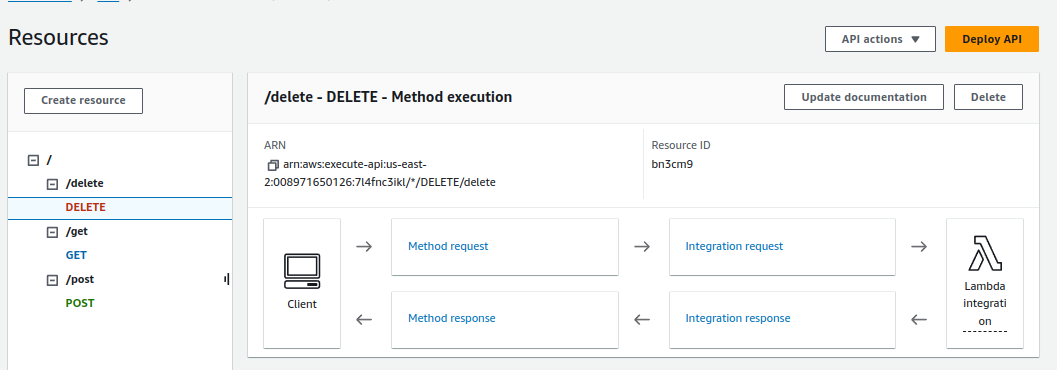 Resources
API actions
Deploy API
Create resource
/
/delete
DELETE
/get
GET
/post
POST
/delete - DELETE - Method execution
Update documentation
Delete
ARN
arn:aws:execute-api:us-east-
2:008971650126:7l4fnc3ikl/*/DELETE/delete
Resource ID
bn3cm9
Client
Method request
Integration request
Lambda
integrati
on
Method response
Integration response